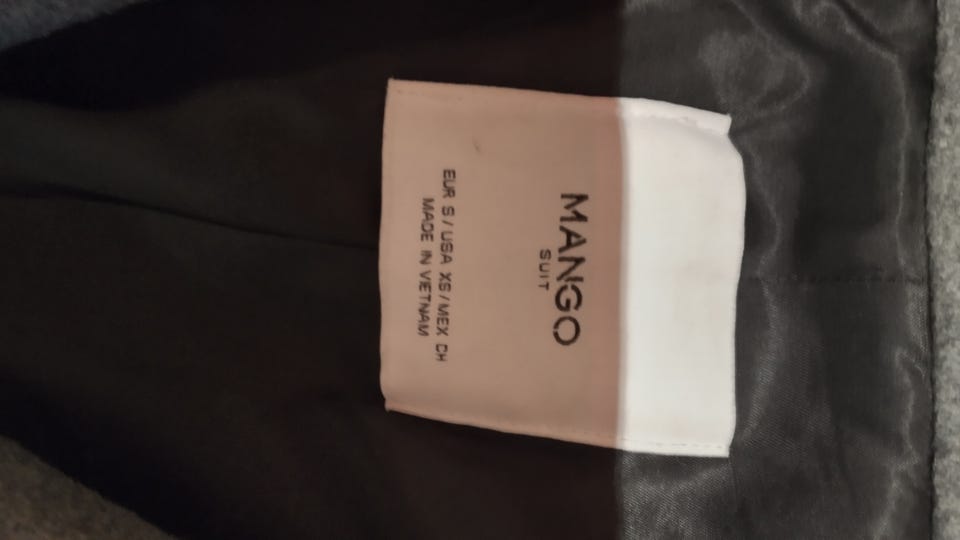 MANGO
SUIT
EUR S / USA XS / MEX CH
MADE IN VIETNAM